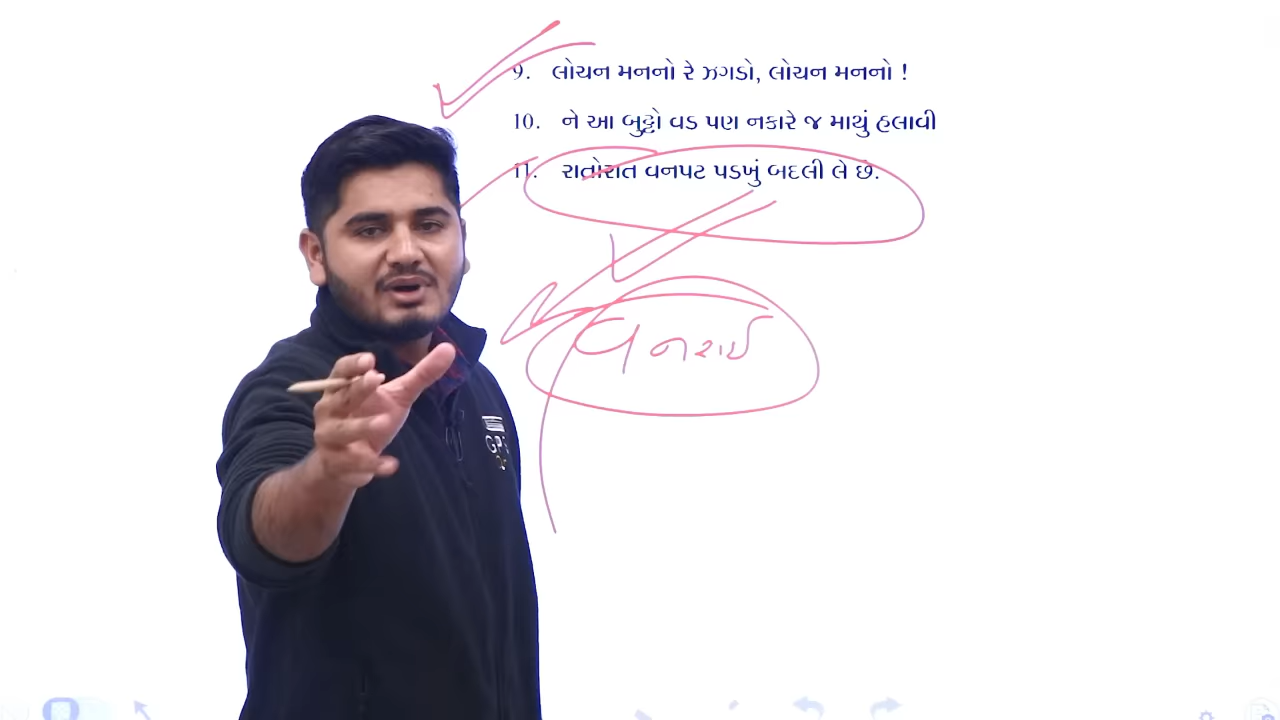 9. લોચન મનનો રે ઝગડો, લોચન મનનો !
10. ને આ બુઢ્ઢો વડ પણ નકારે જ માથું હલાવી
11. રાતોરાત વનપટ પડખું બદલી લે છે.
વનરાઈ